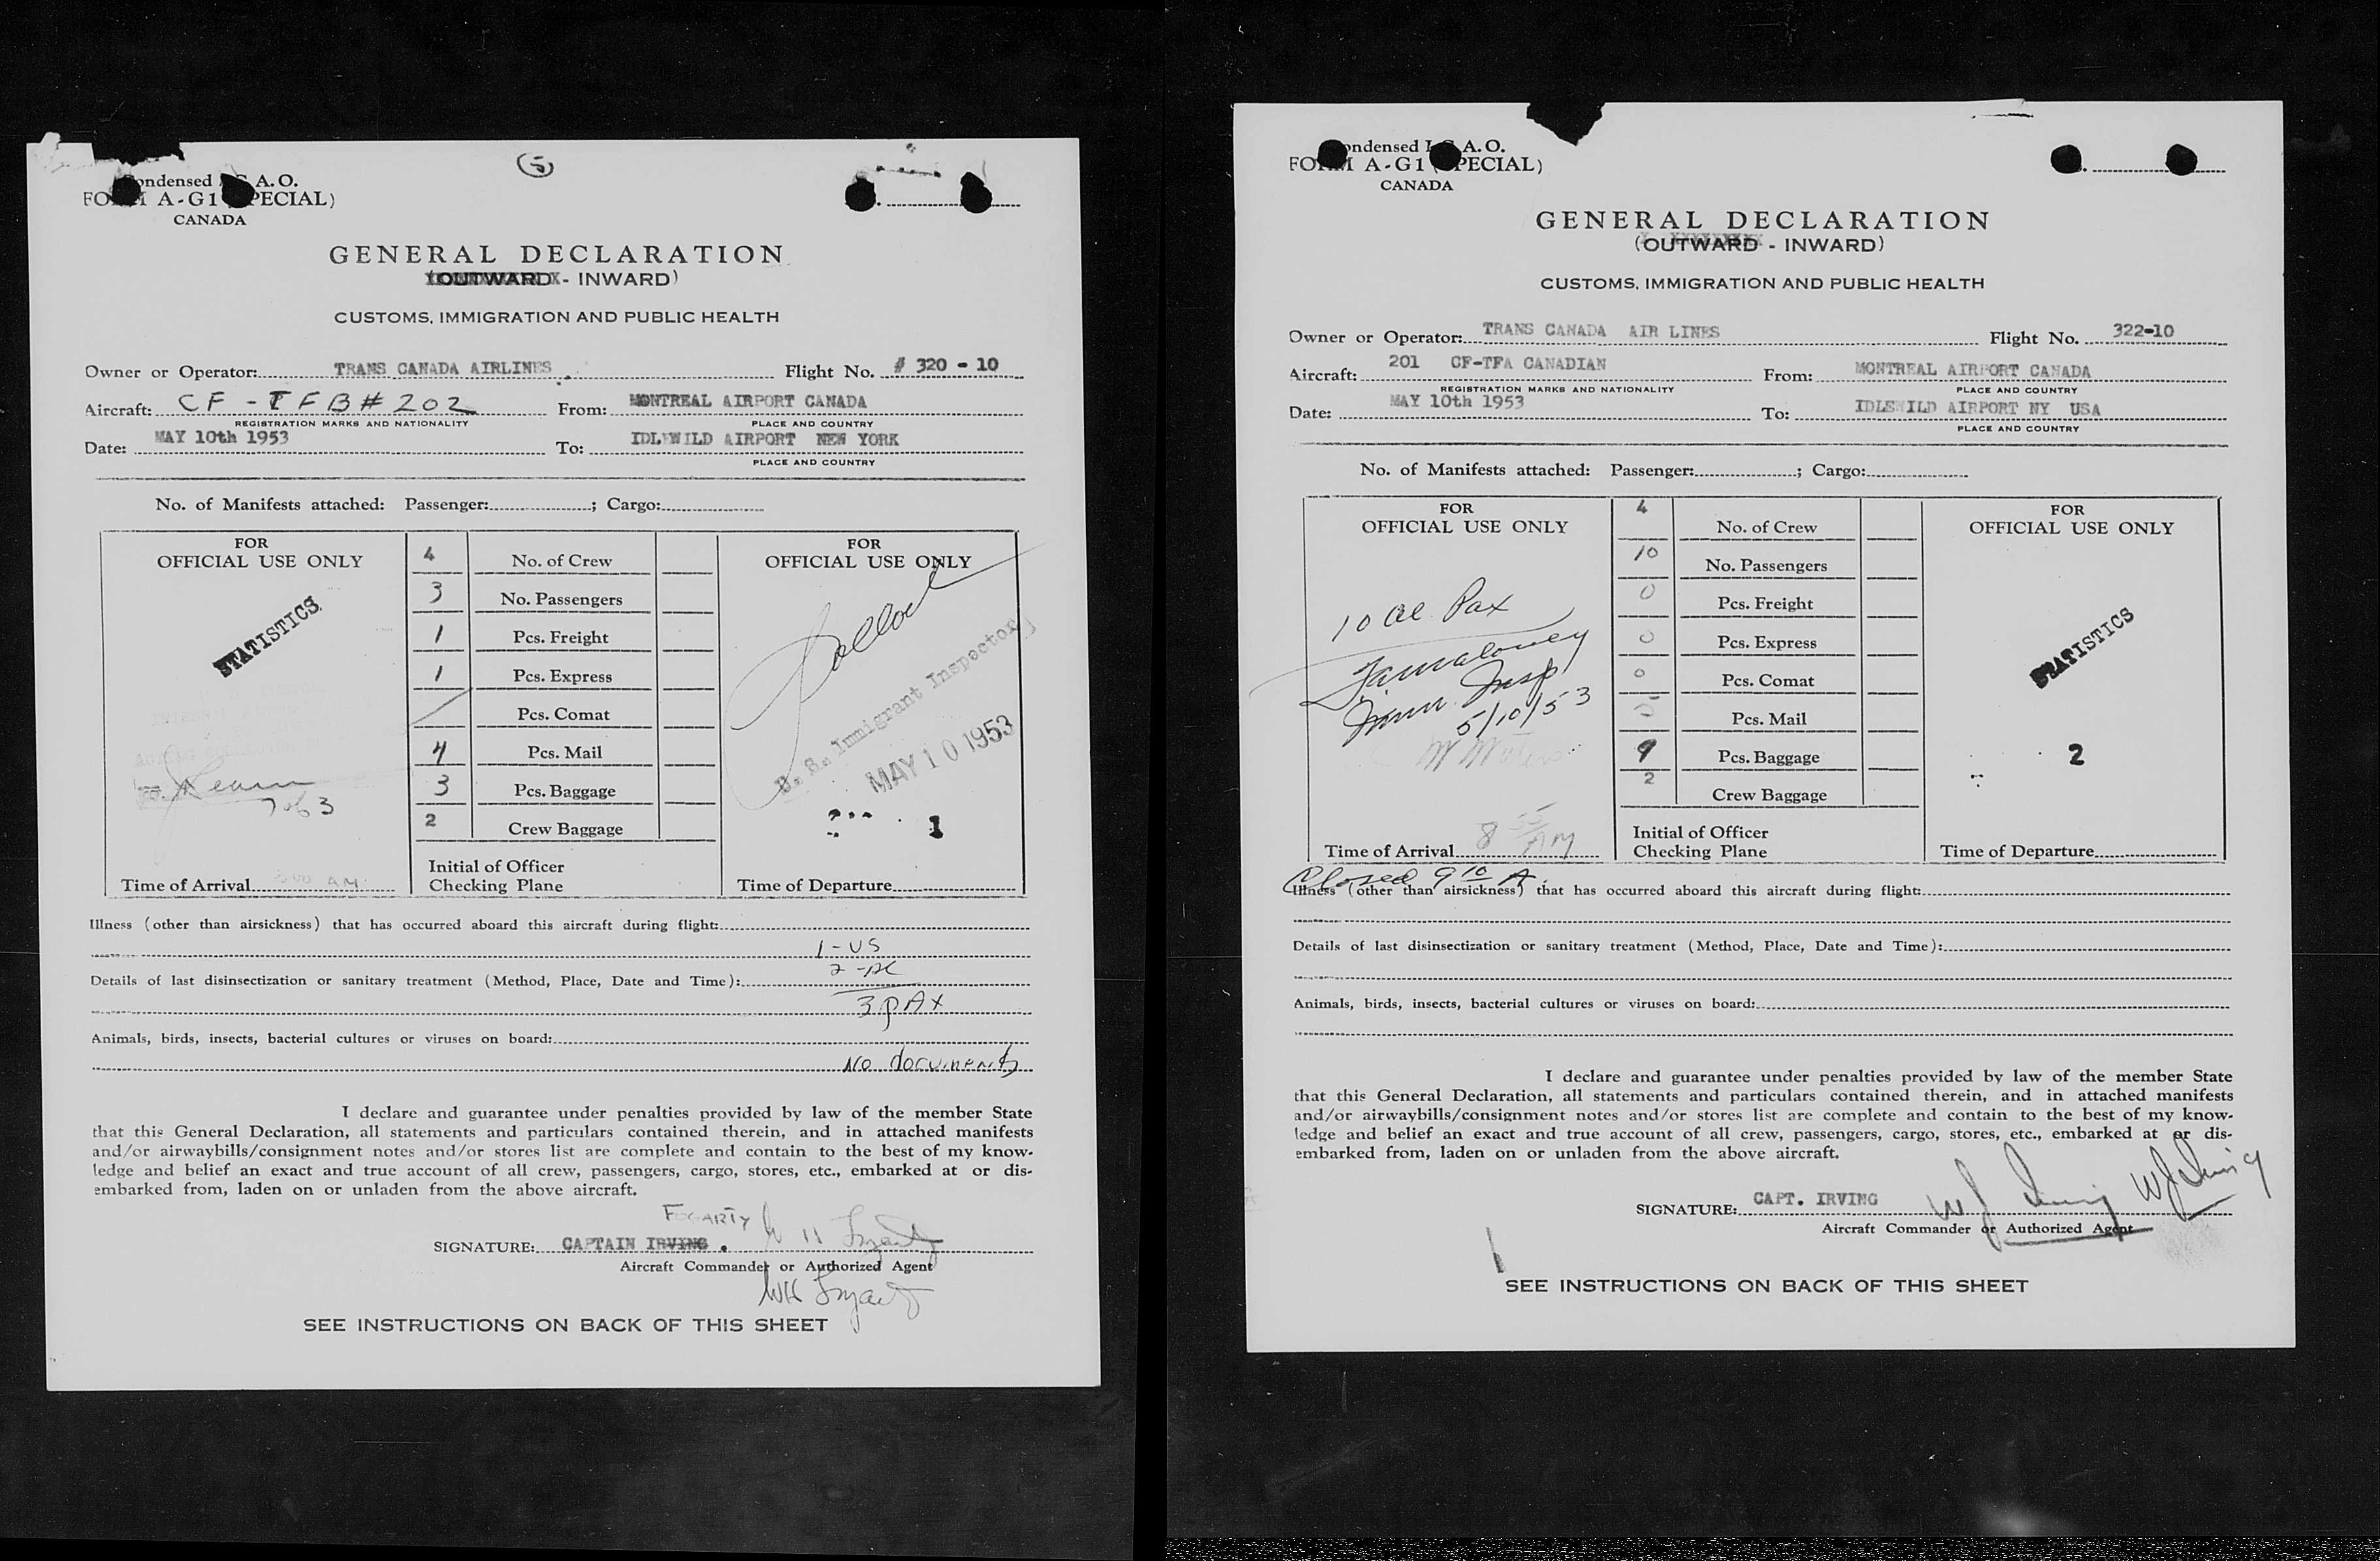 (5)
ondensed A.O.
FORM A-G1 (SPECIAL)
CANADA
GENERAL DECLARATION
(OUTWARD - INWARD)
CUSTOMS, IMMIGRATION AND PUBLIC HEALTH
Owner or Operator: TRANS CANADA AIRLINES. Flight No. # 320 - 10
Aircraft: CF-TFB#202 From: MONTREAL AIRPORT CANADA
REGISTRATION MARKS AND NATIONALITY PLACE AND COUNTRY
Date: MAY 10th 1953 To: IDLEWILD AIRPORT NEW YORK
PLACE AND COUNTRY
No. of Manifests attached: Passenger: ; Cargo:
FOR
OFFICIAL USE ONLY
STATISTICS
Time of Arrival AM
4 No. of Crew
3 No. Passengers
1 Pcs. Freight
1 Pcs. Express
Pcs. Comat
4 Pcs. Mail
3 Pcs. Baggage
2 Crew Baggage
Initial of Officer
Checking Plane
FOR
OFFICIAL USE ONLY
U. S. Immigrant Inspector
MAY 10 1953
1
Time of Departure
Illness (other than airsickness) that has occurred aboard this aircraft during flight:
1-US
2-
Details of last disinsectization or sanitary treatment (Method, Place, Date and Time):
3 pAx
Animals, birds, insects, bacterial cultures or viruses on board:
No documents
I declare and guarantee under penalties provided by law of the member State
that this General Declaration, all statements and particulars contained therein, and in attached manifests
and/or airwaybills/consignment notes and/or stores list are complete and contain to the best of my know-
ledge and belief an exact and true account of all crew, passengers, cargo, stores, etc., embarked at or dis-
embarked from, laden on or unladen from the above aircraft.
FOGARTY
SIGNATURE: CAPTAIN IRVING. W H Fogarty
Aircraft Commander or Authorized Agent
WH Fogarty
SEE INSTRUCTIONS ON BACK OF THIS SHEET
ondensed A.O.
FORM A-G1 (SPECIAL)
CANADA
GENERAL DECLARATION
(OUTWARD - INWARD)
CUSTOMS, IMMIGRATION AND PUBLIC HEALTH
Owner or Operator: TRANS CANADA AIR LINES Flight No. 322-10
Aircraft: 201 CF-TFA CANADIAN From: MONTREAL AIRPORT CANADA
REGISTRATION MARKS AND NATIONALITY PLACE AND COUNTRY
Date: MAY 10th 1953 To: IDLEWILD AIRPORT NY USA
PLACE AND COUNTRY
No. of Manifests attached: Passenger: ; Cargo:
FOR
OFFICIAL USE ONLY
10 al. Pax
Imm. Insp.
5/10/53
Time of Arrival 8 55 AM
4 No. of Crew
10 No. Passengers
0 Pcs. Freight
0 Pcs. Express
0 Pcs. Comat
Pcs. Mail
9 Pcs. Baggage
2 Crew Baggage
Initial of Officer
Checking Plane
FOR
OFFICIAL USE ONLY
STATISTICS
2
Time of Departure
Closed 9 10 A.
Illness (other than airsickness) that has occurred aboard this aircraft during flight:
Details of last disinsectization or sanitary treatment (Method, Place, Date and Time):
Animals, birds, insects, bacterial cultures or viruses on board:
I declare and guarantee under penalties provided by law of the member State
that this General Declaration, all statements and particulars contained therein, and in attached manifests
and/or airwaybills/consignment notes and/or stores list are complete and contain to the best of my know-
ledge and belief an exact and true account of all crew, passengers, cargo, stores, etc., embarked at or dis-
embarked from, laden on or unladen from the above aircraft.
SIGNATURE: CAPT. IRVING WJ Irving WJ Irving
Aircraft Commander or Authorized Agent
SEE INSTRUCTIONS ON BACK OF THIS SHEET